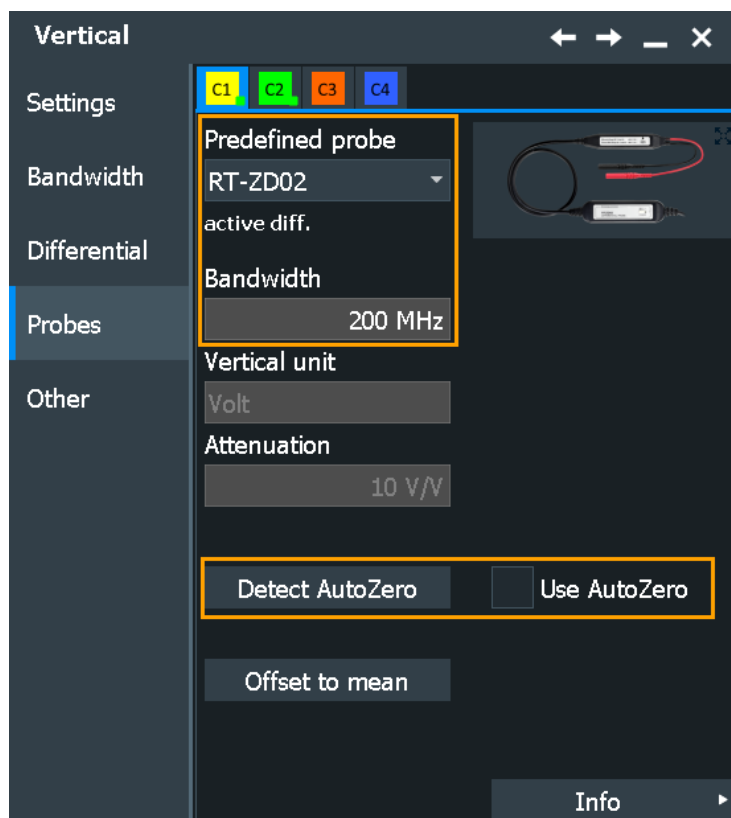 Vertical
Settings
Bandwidth
Differential
Probes
Other
C1 C2 C3 C4
Predefined probe
RT-ZD02
active diff.
Bandwidth
200 MHz
Vertical unit
Volt
Attenuation
10 V/V
Detect AutoZero
Use AutoZero
Offset to mean
Info